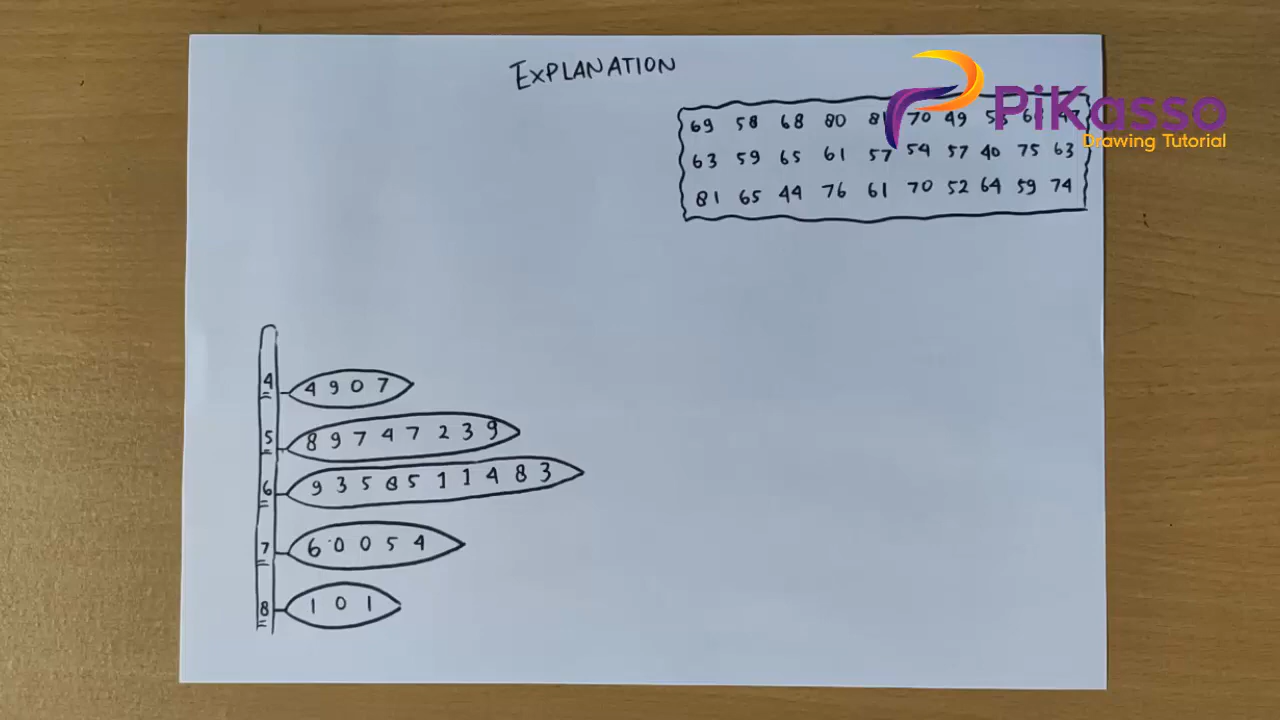 EXPLANATION
PiKasso
Drawing Tutorial
69 58 68 80 81 70 49
63 59 65 61 57 54 57 40 75 63
81 65 44 76 61 70 52 64 59 74
4 4 9 0 7
5 8 9 7 4 7 2 3 9
6 9 3 5 8 5 1 1 4 8 3
7 6 0 0 5 4
8 1 0 1